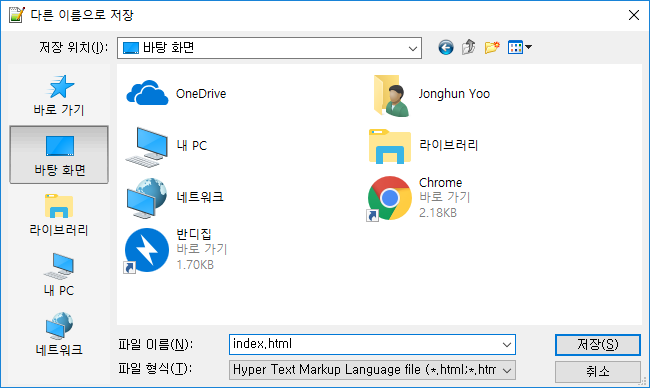 다른 이름으로 저장
저장 위치(I):
바탕 화면
바로 가기
바탕 화면
라이브러리
내 PC
네트워크
OneDrive
Jonghun Yoo
내 PC
라이브러리
네트워크
Chrome
바로 가기
2.18KB
반디집
바로 가기
1.70KB
파일 이름(N):
index.html
저장(S)
파일 형식(T):
Hyper Text Markup Language file (*.html;*.htm
취소